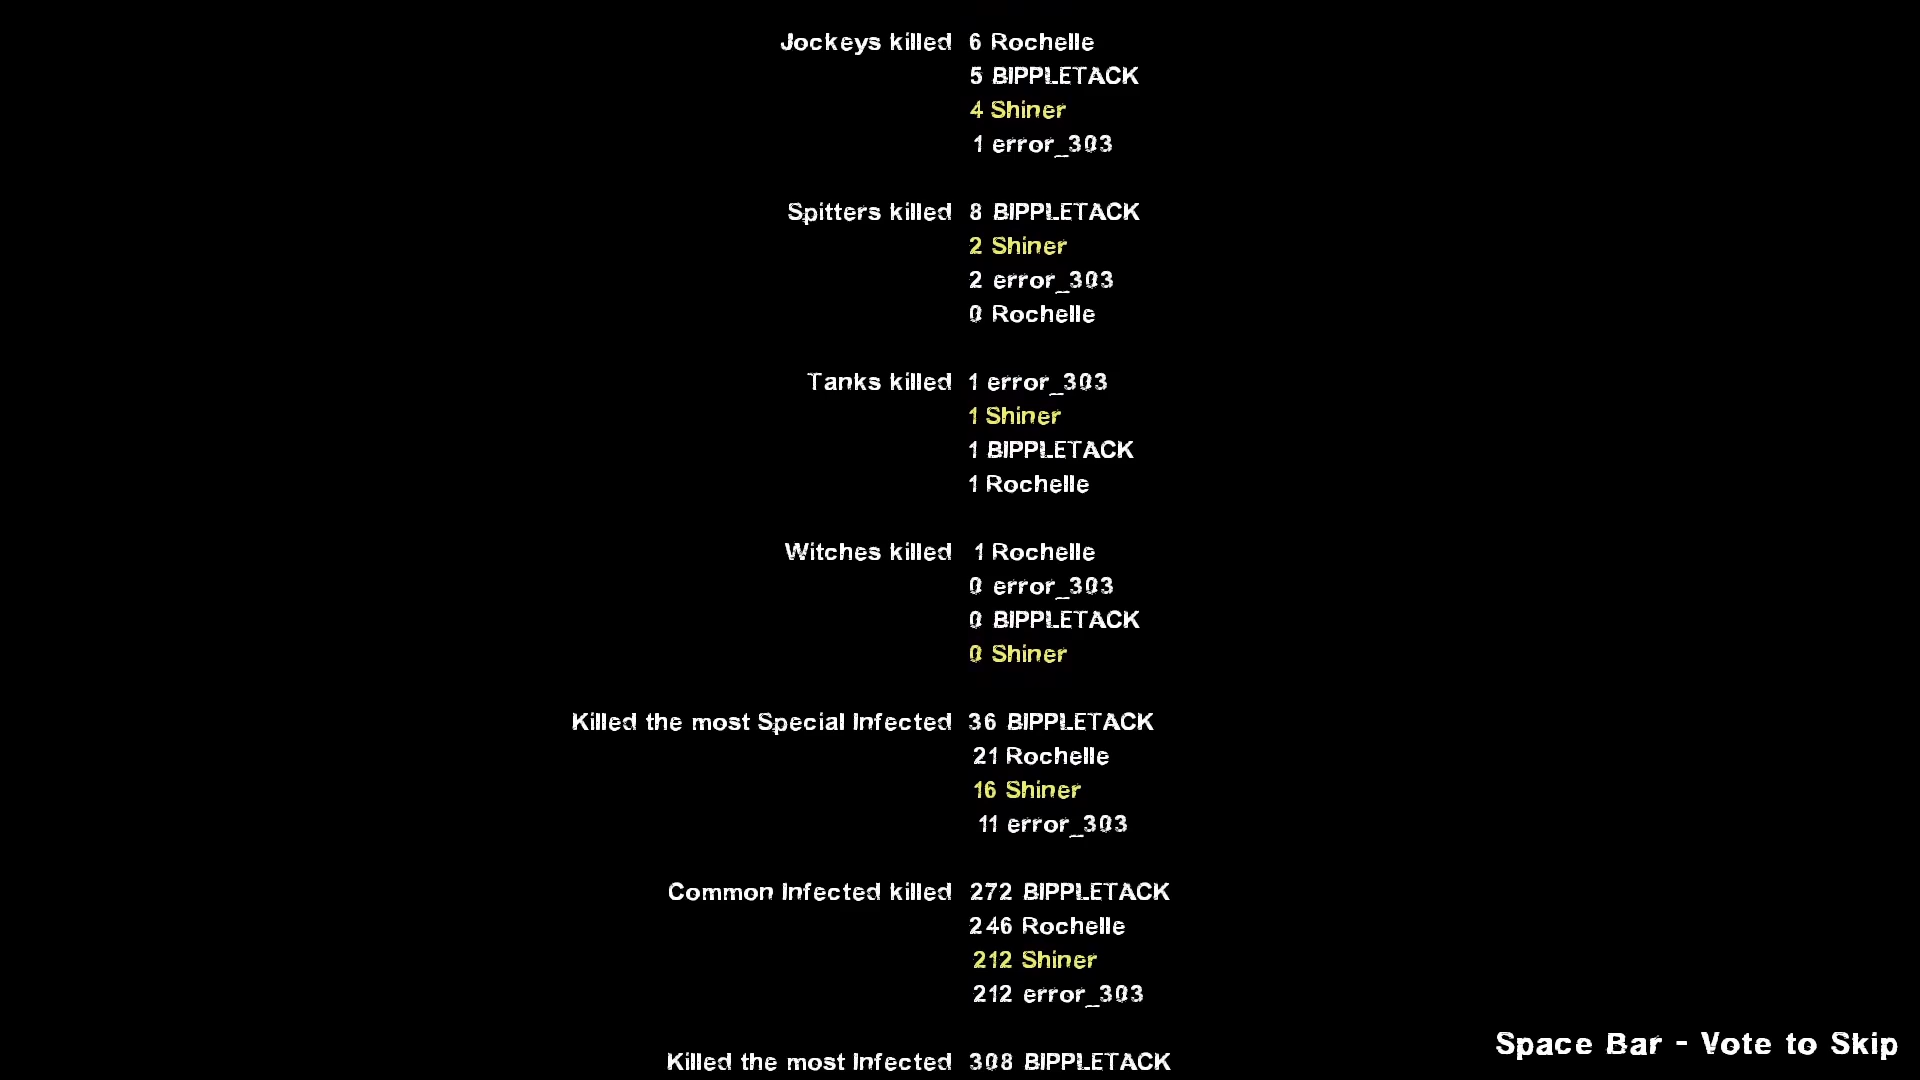 Jockeys killed 6 Rochelle
5 BIPPLETACK
4 Shiner
1 error_303
Spitters killed 8 BIPPLETACK
2 Shiner
2 error_303
0 Rochelle
Tanks killed 1 error_303
1 Shiner
1 BIPPLETACK
1 Rochelle
Witches killed 1 Rochelle
0 error_303
0 BIPPLETACK
0 Shiner
Killed the most Special Infected 36 BIPPLETACK
21 Rochelle
16 Shiner
11 error_303
Common Infected killed 272 BIPPLETACK
246 Rochelle
212 Shiner
212 error_303
Killed the most Infected 308 BIPPLETACK
Space Bar - Vote to Skip